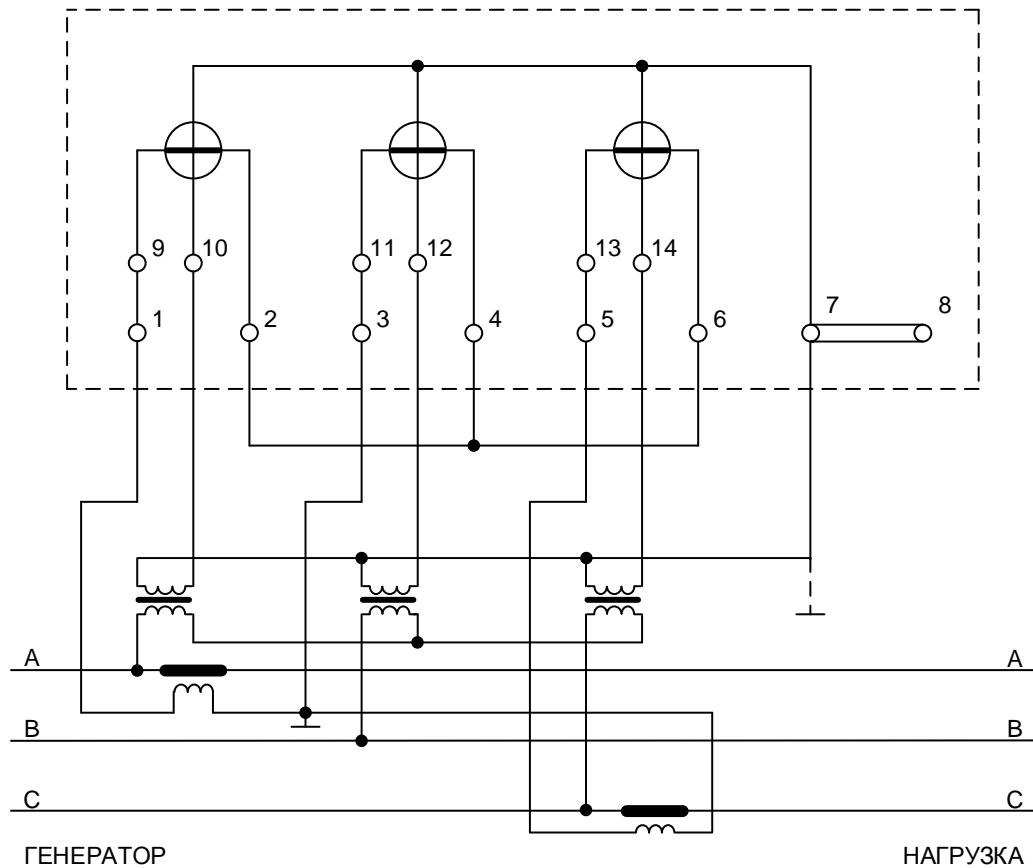 9 10 11 12 13 14
1 2 3 4 5 6 7 8
А А
В В
С С
ГЕНЕРАТОР НАГРУЗКА